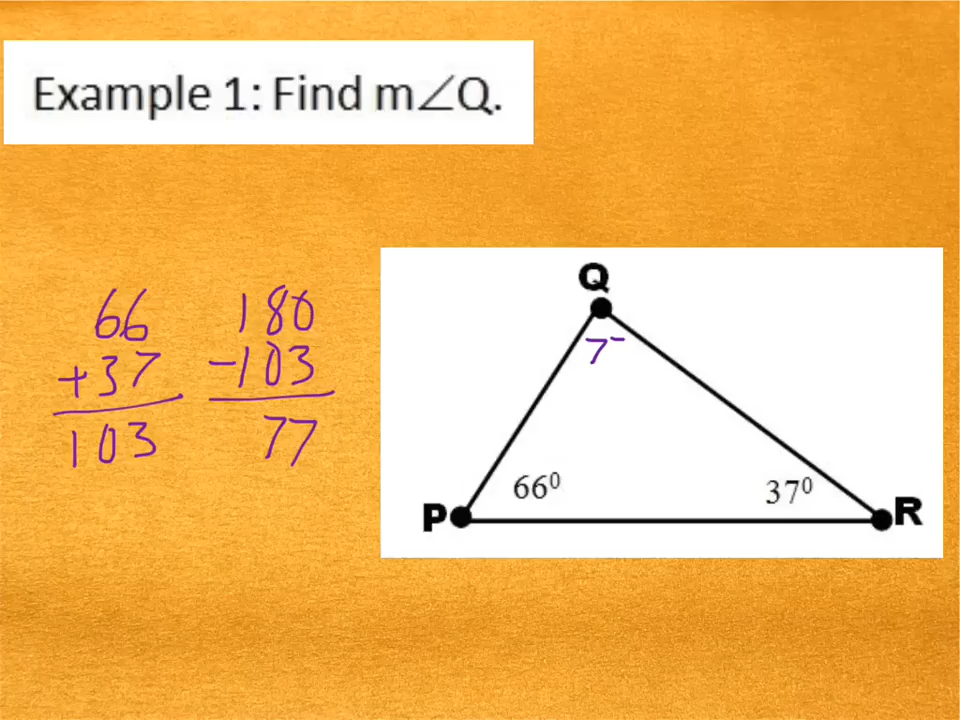 Example 1: Find m∠Q.
66
+37
103
180
-103
77
Q
7
66⁰
37⁰
P
R